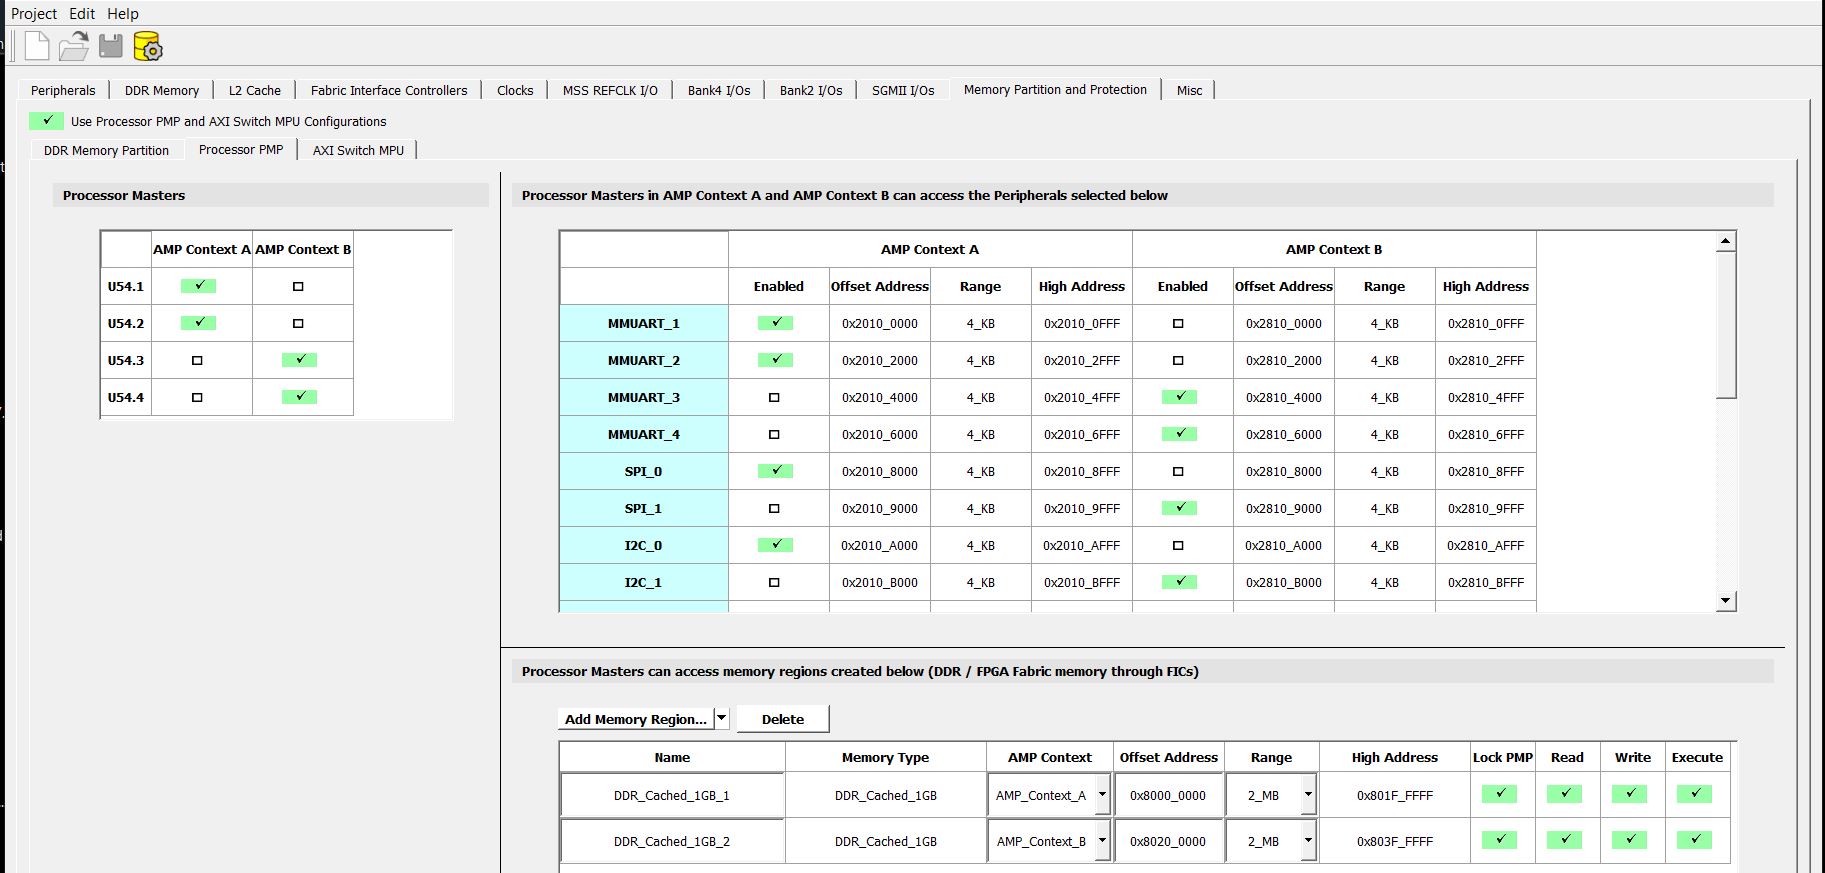 Project Edit Help
Peripherals DDR Memory L2 Cache Fabric Interface Controllers Clocks MSS REFCLK I/O Bank4 I/Os Bank2 I/Os SGMII I/Os Memory Partition and Protection Misc
Use Processor PMP and AXI Switch MPU Configurations
DDR Memory Partition Processor PMP AXI Switch MPU
Processor Masters
AMP Context A AMP Context B
U54.1
U54.2
U54.3
U54.4
Processor Masters in AMP Context A and AMP Context B can access the Peripherals selected below
AMP Context A AMP Context B
Enabled Offset Address Range High Address Enabled Offset Address Range High Address
MMUART_1 0x2010_0000 4_KB 0x2010_0FFF 0x2810_0000 4_KB 0x2810_0FFF
MMUART_2 0x2010_2000 4_KB 0x2010_2FFF 0x2810_2000 4_KB 0x2810_2FFF
MMUART_3 0x2010_4000 4_KB 0x2010_4FFF 0x2810_4000 4_KB 0x2810_4FFF
MMUART_4 0x2010_6000 4_KB 0x2010_6FFF 0x2810_6000 4_KB 0x2810_6FFF
SPI_0 0x2010_8000 4_KB 0x2010_8FFF 0x2810_8000 4_KB 0x2810_8FFF
SPI_1 0x2010_9000 4_KB 0x2010_9FFF 0x2810_9000 4_KB 0x2810_9FFF
I2C_0 0x2010_A000 4_KB 0x2010_AFFF 0x2810_A000 4_KB 0x2810_AFFF
I2C_1 0x2010_B000 4_KB 0x2010_BFFF 0x2810_B000 4_KB 0x2810_BFFF
Processor Masters can access memory regions created below (DDR / FPGA Fabric memory through FICs)
Add Memory Region... Delete
Name Memory Type AMP Context Offset Address Range High Address Lock PMP Read Write Execute
DDR_Cached_1GB_1 DDR_Cached_1GB AMP_Context_A 0x8000_0000 2_MB 0x801F_FFFF
DDR_Cached_1GB_2 DDR_Cached_1GB AMP_Context_B 0x8020_0000 2_MB 0x803F_FFFF